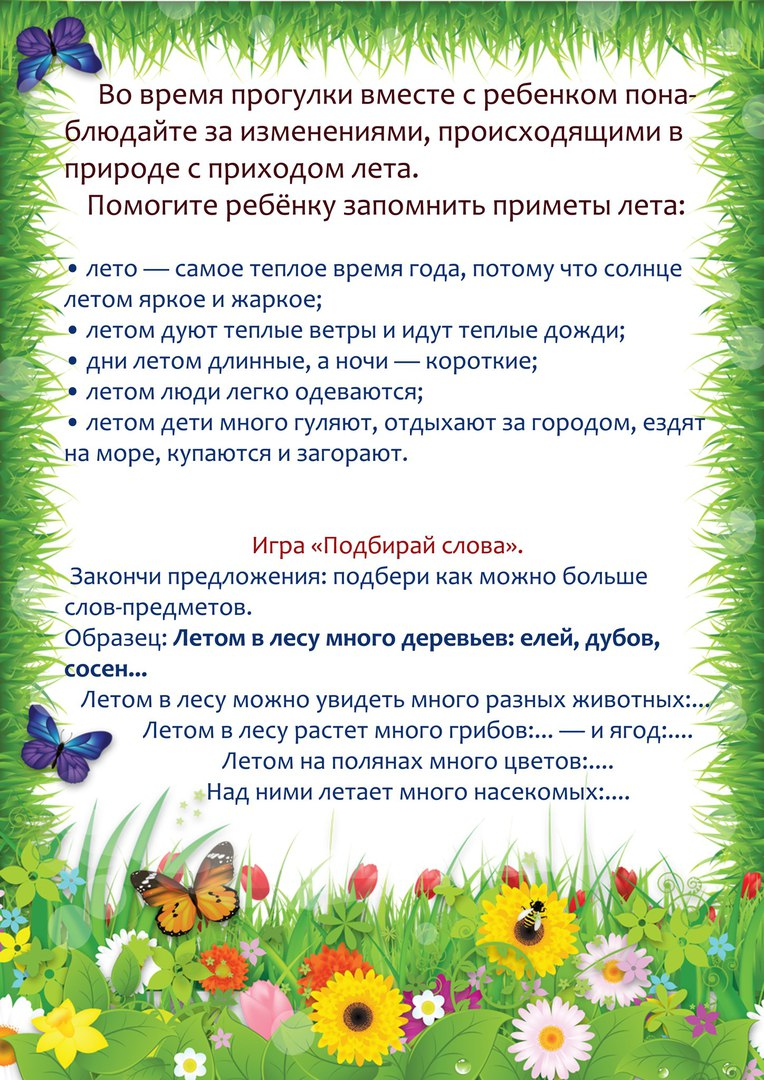 Во время прогулки вместе с ребенком пона-
блюдайте за изменениями, происходящими в
природе с приходом лета.
Помогите ребёнку запомнить приметы лета:
• лето — самое теплое время года, потому что солнце
летом яркое и жаркое;
• летом дуют теплые ветры и идут теплые дожди;
• дни летом длинные, а ночи — короткие;
• летом люди легко одеваются;
• летом дети много гуляют, отдыхают за городом, ездят
на море, купаются и загорают.
Игра «Подбирай слова».
Закончи предложения: подбери как можно больше
слов-предметов.
Образец: Летом в лесу много деревьев: елей, дубов,
сосен...
Летом в лесу можно увидеть много разных животных:...
Летом в лесу растет много грибов:... — и ягод:....
Летом на полянах много цветов:....
Над ними летает много насекомых:....